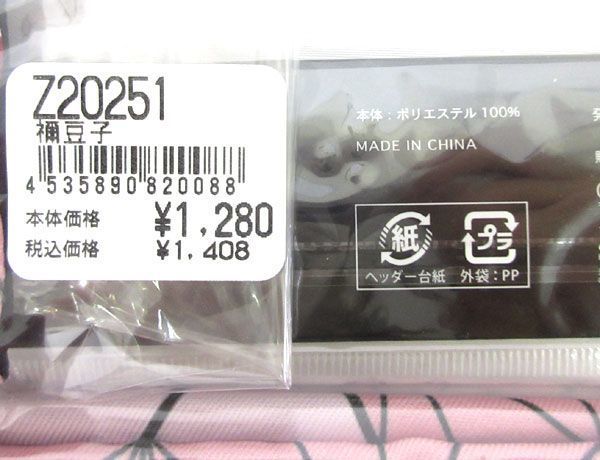 Z20251
禰豆子
4 535890 820088
本体価格 ¥1,280
税込価格 ¥1,408
本体：ポリエステル 100%
MADE IN CHINA
紙
プラ
ヘッダー台紙 外袋：PP
発